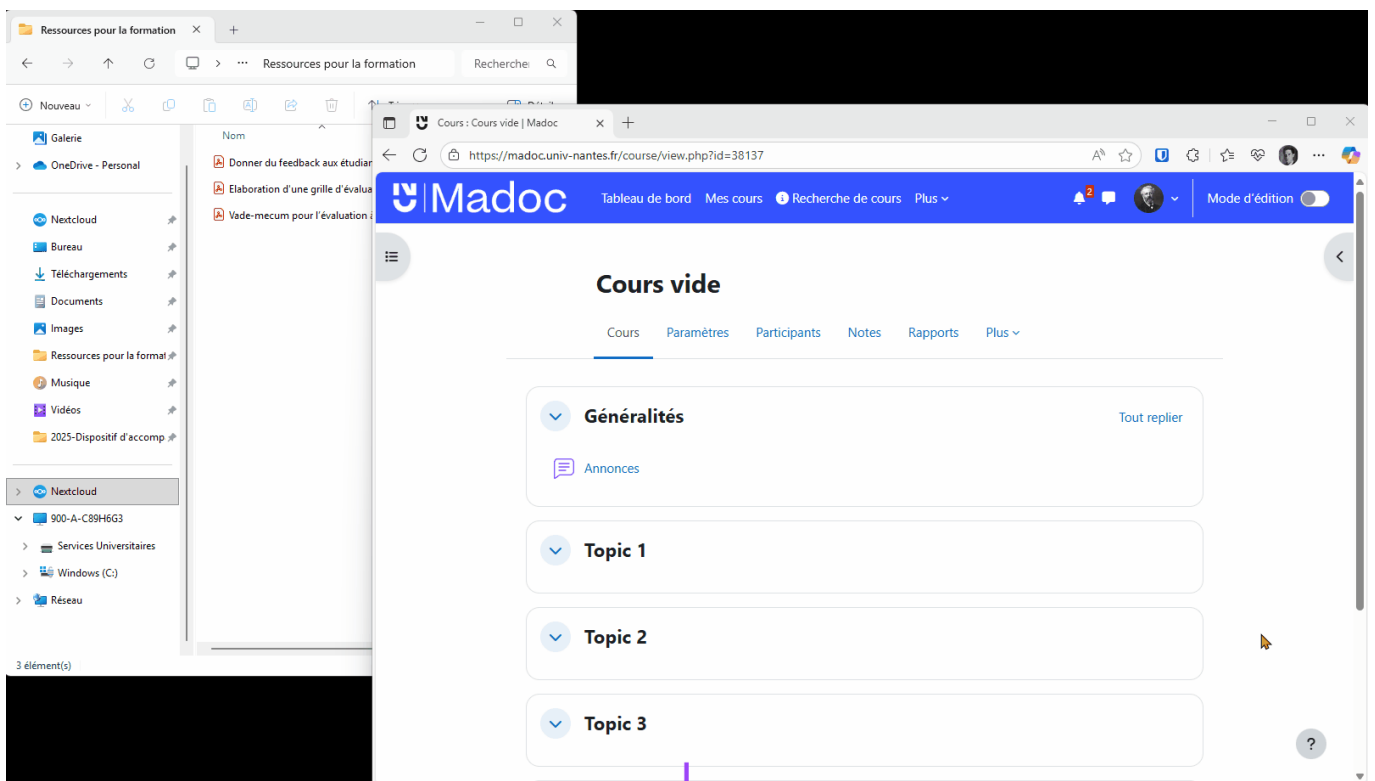 Ressources pour la formation
Ressources pour la formation
Rechercher
Nouveau
Galerie
OneDrive - Personal
Nextcloud
Bureau
Téléchargements
Documents
Images
Ressources pour la format
Musique
Vidéos
2025-Dispositif d'accomp
Nextcloud
900-A-C89H6G3
Services Universitaires
Windows (C:)
Réseau
3 élément(s)
Nom
Donner du feedback aux étudiar
Elaboration d'une grille d'évalua
Vade-mecum pour l'évaluation
Cours : Cours vide | Madoc
https://madoc.univ-nantes.fr/course/view.php?id=38137
Madoc
Tableau de bord Mes cours Recherche de cours Plus
2
Mode d'édition
Cours vide
Cours Paramètres Participants Notes Rapports Plus
Généralités
Tout replier
Annonces
Topic 1
Topic 2
Topic 3
?